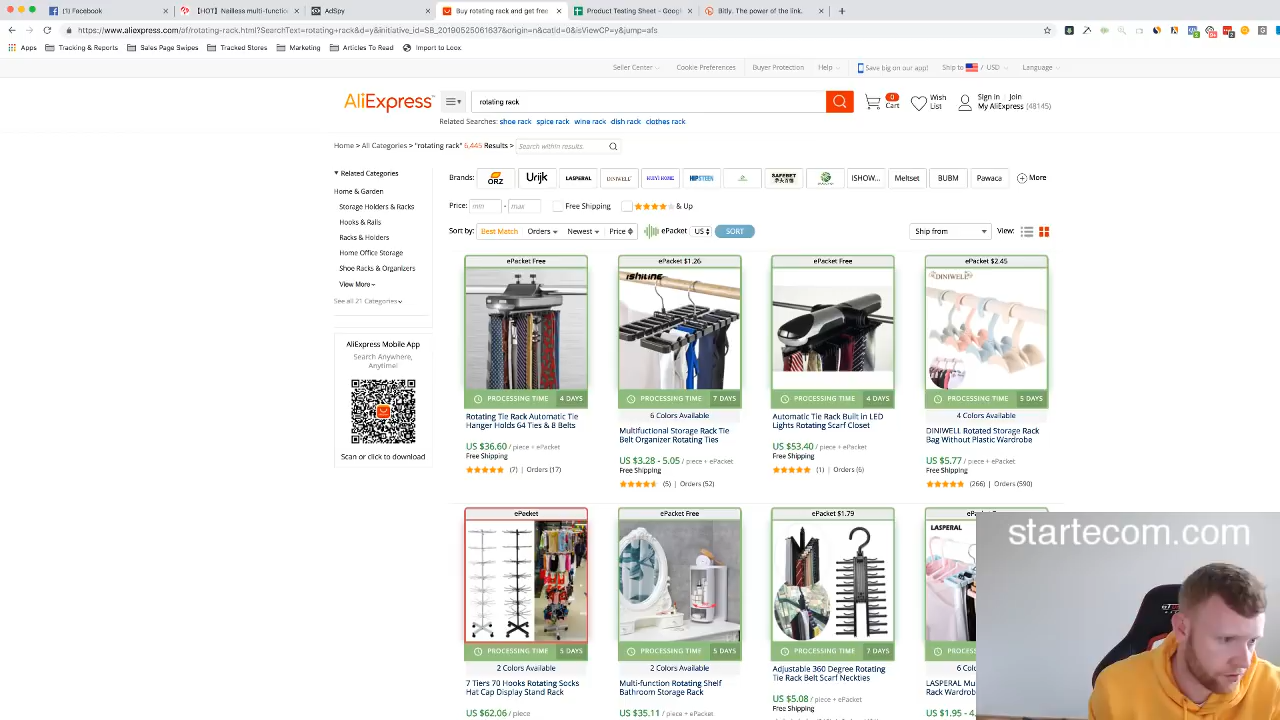 Facebook
[HOT] Neilless multi-function
AdSpy
Buy rotating rack and get free
Product Testing Sheet - Googl
Bitly. The power of the link.
https://www.aliexpress.com/af/rotating-rack.html?SearchText=rotating+rack&d=y&initiative_id=SB_20190525061637&origin=n&catId=0&isViewCP=y&jump=afs
Apps Tracking & Reports Sales Page Swipes Tracked Stores Marketing Articles To Read Import to Loox
Seller Center Cookie Preferences Buyer Protection Help Save big on our app! Ship to / USD Language
AliExpress
rotating rack
0 Cart
Wish List
Sign in Join
My AliExpress (48145)
Related Searches: shoe rack spice rack wine rack dish rack clothes rack
Home > All Categories > "rotating rack" 6,445 Results > Search within results.
Related Categories
Home & Garden
Storage Holders & Racks
Hooks & Rails
Racks & Holders
Home Office Storage
Shoe Racks & Organizers
View More
See all 21 Categories
AliExpress Mobile App
Search Anywhere,
Anytime!
Scan or click to download
Brands: ORZ Urijk LASPERAL DINIWELL HUIYI HOME HIPSTEEN SAFEBET ISHOW... Meltset BUBM Pawaca More
Price: min - max Free Shipping & Up
Sort by: Best Match Orders Newest Price ePacket US SORT Ship from View:
ePacket Free
PROCESSING TIME 4 DAYS
Rotating Tie Rack Automatic Tie
Hanger Holds 64 Ties & 8 Belts
US $36.60 / piece + ePacket
Free Shipping
(7) | Orders (17)
ePacket $1.26
ISHILINE
PROCESSING TIME 7 DAYS
6 Colors Available
Multifuctional Storage Rack Tie
Belt Organizer Rotating Ties
US $3.28 - 5.05 / piece + ePacket
Free Shipping
(5) | Orders (52)
ePacket Free
PROCESSING TIME 4 DAYS
Automatic Tie Rack Built in LED
Lights Rotating Scarf Closet
US $53.40 / piece + ePacket
Free Shipping
(1) | Orders (6)
ePacket $2.45
DINIWELL
PROCESSING TIME 5 DAYS
4 Colors Available
DINIWELL Rotated Storage Rack
Bag Without Plastic Wardrobe
US $5.77 / piece + ePacket
Free Shipping
(266) | Orders (590)
ePacket
PROCESSING TIME 5 DAYS
2 Colors Available
7 Tiers 70 Hooks Rotating Socks
Hat Cap Display Stand Rack
US $62.06 / piece
ePacket Free
PROCESSING TIME 5 DAYS
2 Colors Available
Multi-function Rotating Shelf
Bathroom Storage Rack
US $35.11 / piece + ePacket
ePacket $1.79
PROCESSING TIME 7 DAYS
Adjustable 360 Degree Rotating
Tie Rack Belt Scarf Neckties
US $5.08 / piece + ePacket
Free Shipping
LASPERAL
LASPERAL Mul
Rack Wardrob
US $1.95 - 4.
startecom.com